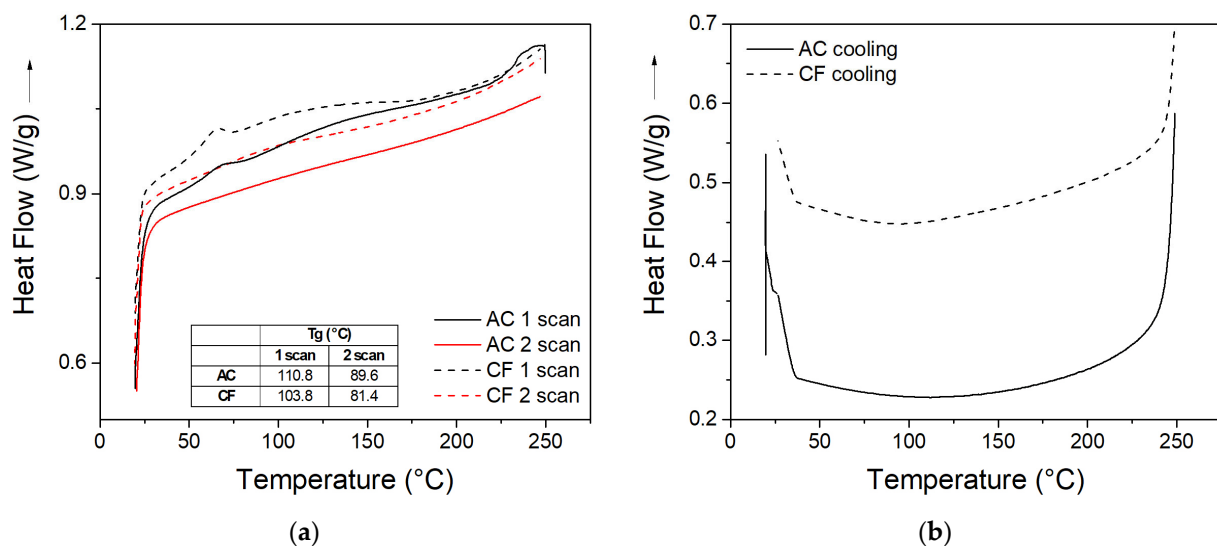 1.2
0.9
0.6
Heat Flow (W/g)
Tg (°C)
1 scan 2 scan
AC 110.8 89.6
CF 103.8 81.4
AC 1 scan
AC 2 scan
CF 1 scan
CF 2 scan
0 50 100 150 200 250
Temperature (°C)
(a)
0.7
0.6
0.5
0.4
0.3
0.2
Heat Flow (W/g)
AC cooling
CF cooling
0 50 100 150 200 250
Temperature (°C)
(b)